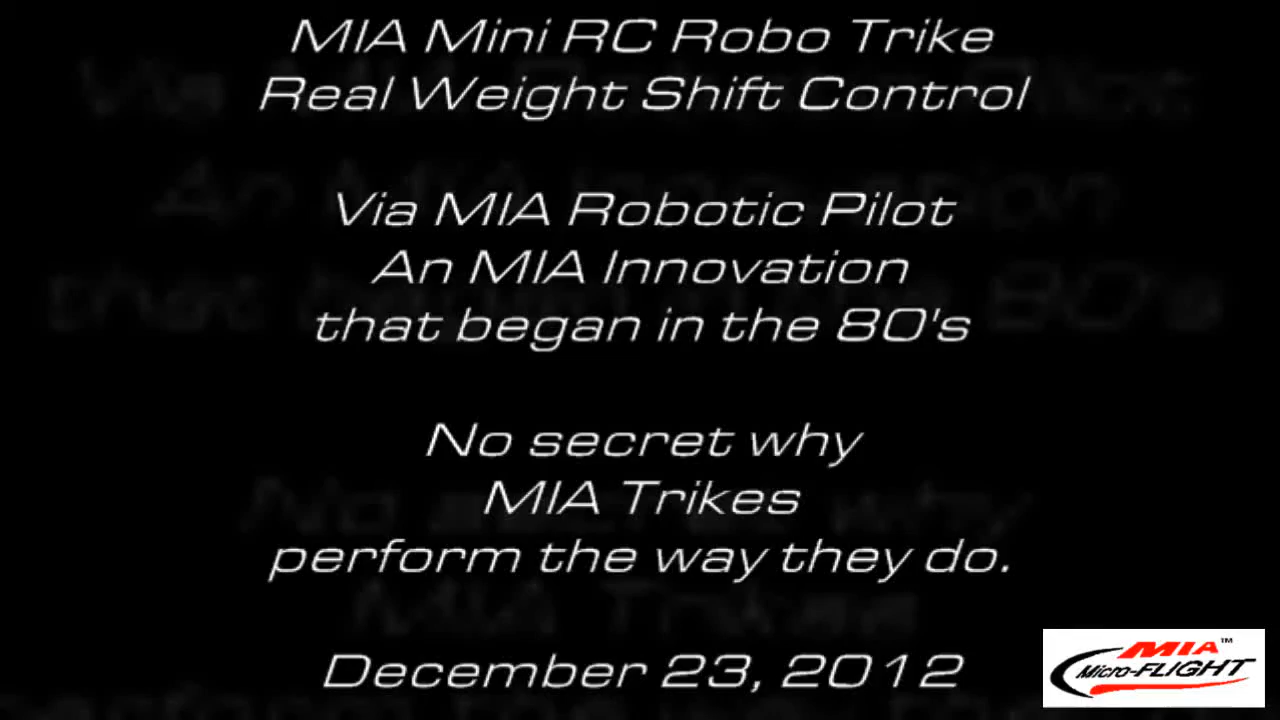 MIA Mini RC Robo Trike
Real Weight Shift Control
Via MIA Robotic Pilot
An MIA Innovation
that began in the 80's
No secret why
MIA Trikes
perform the way they do.
December 23, 2012
MIA™
Micro-FLIGHT